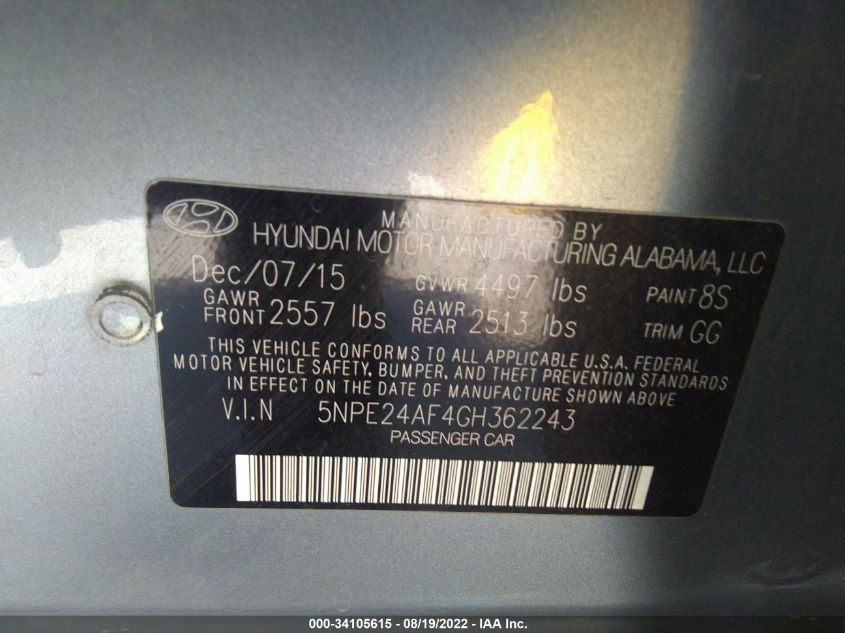 MANUFACTURED BY
HYUNDAI MOTOR MANUFACTURING ALABAMA, LLC
Dec/07/15 GVWR 4497 lbs PAINT 8S
GAWR FRONT 2557 lbs GAWR REAR 2513 lbs TRIM GG
THIS VEHICLE CONFORMS TO ALL APPLICABLE U.S.A. FEDERAL
MOTOR VEHICLE SAFETY, BUMPER, AND THEFT PREVENTION STANDARDS
IN EFFECT ON THE DATE OF MANUFACTURE SHOWN ABOVE
V.I.N 5NPE24AF4GH362243
PASSENGER CAR
000-34105615 - 08/19/2022 - IAA Inc.